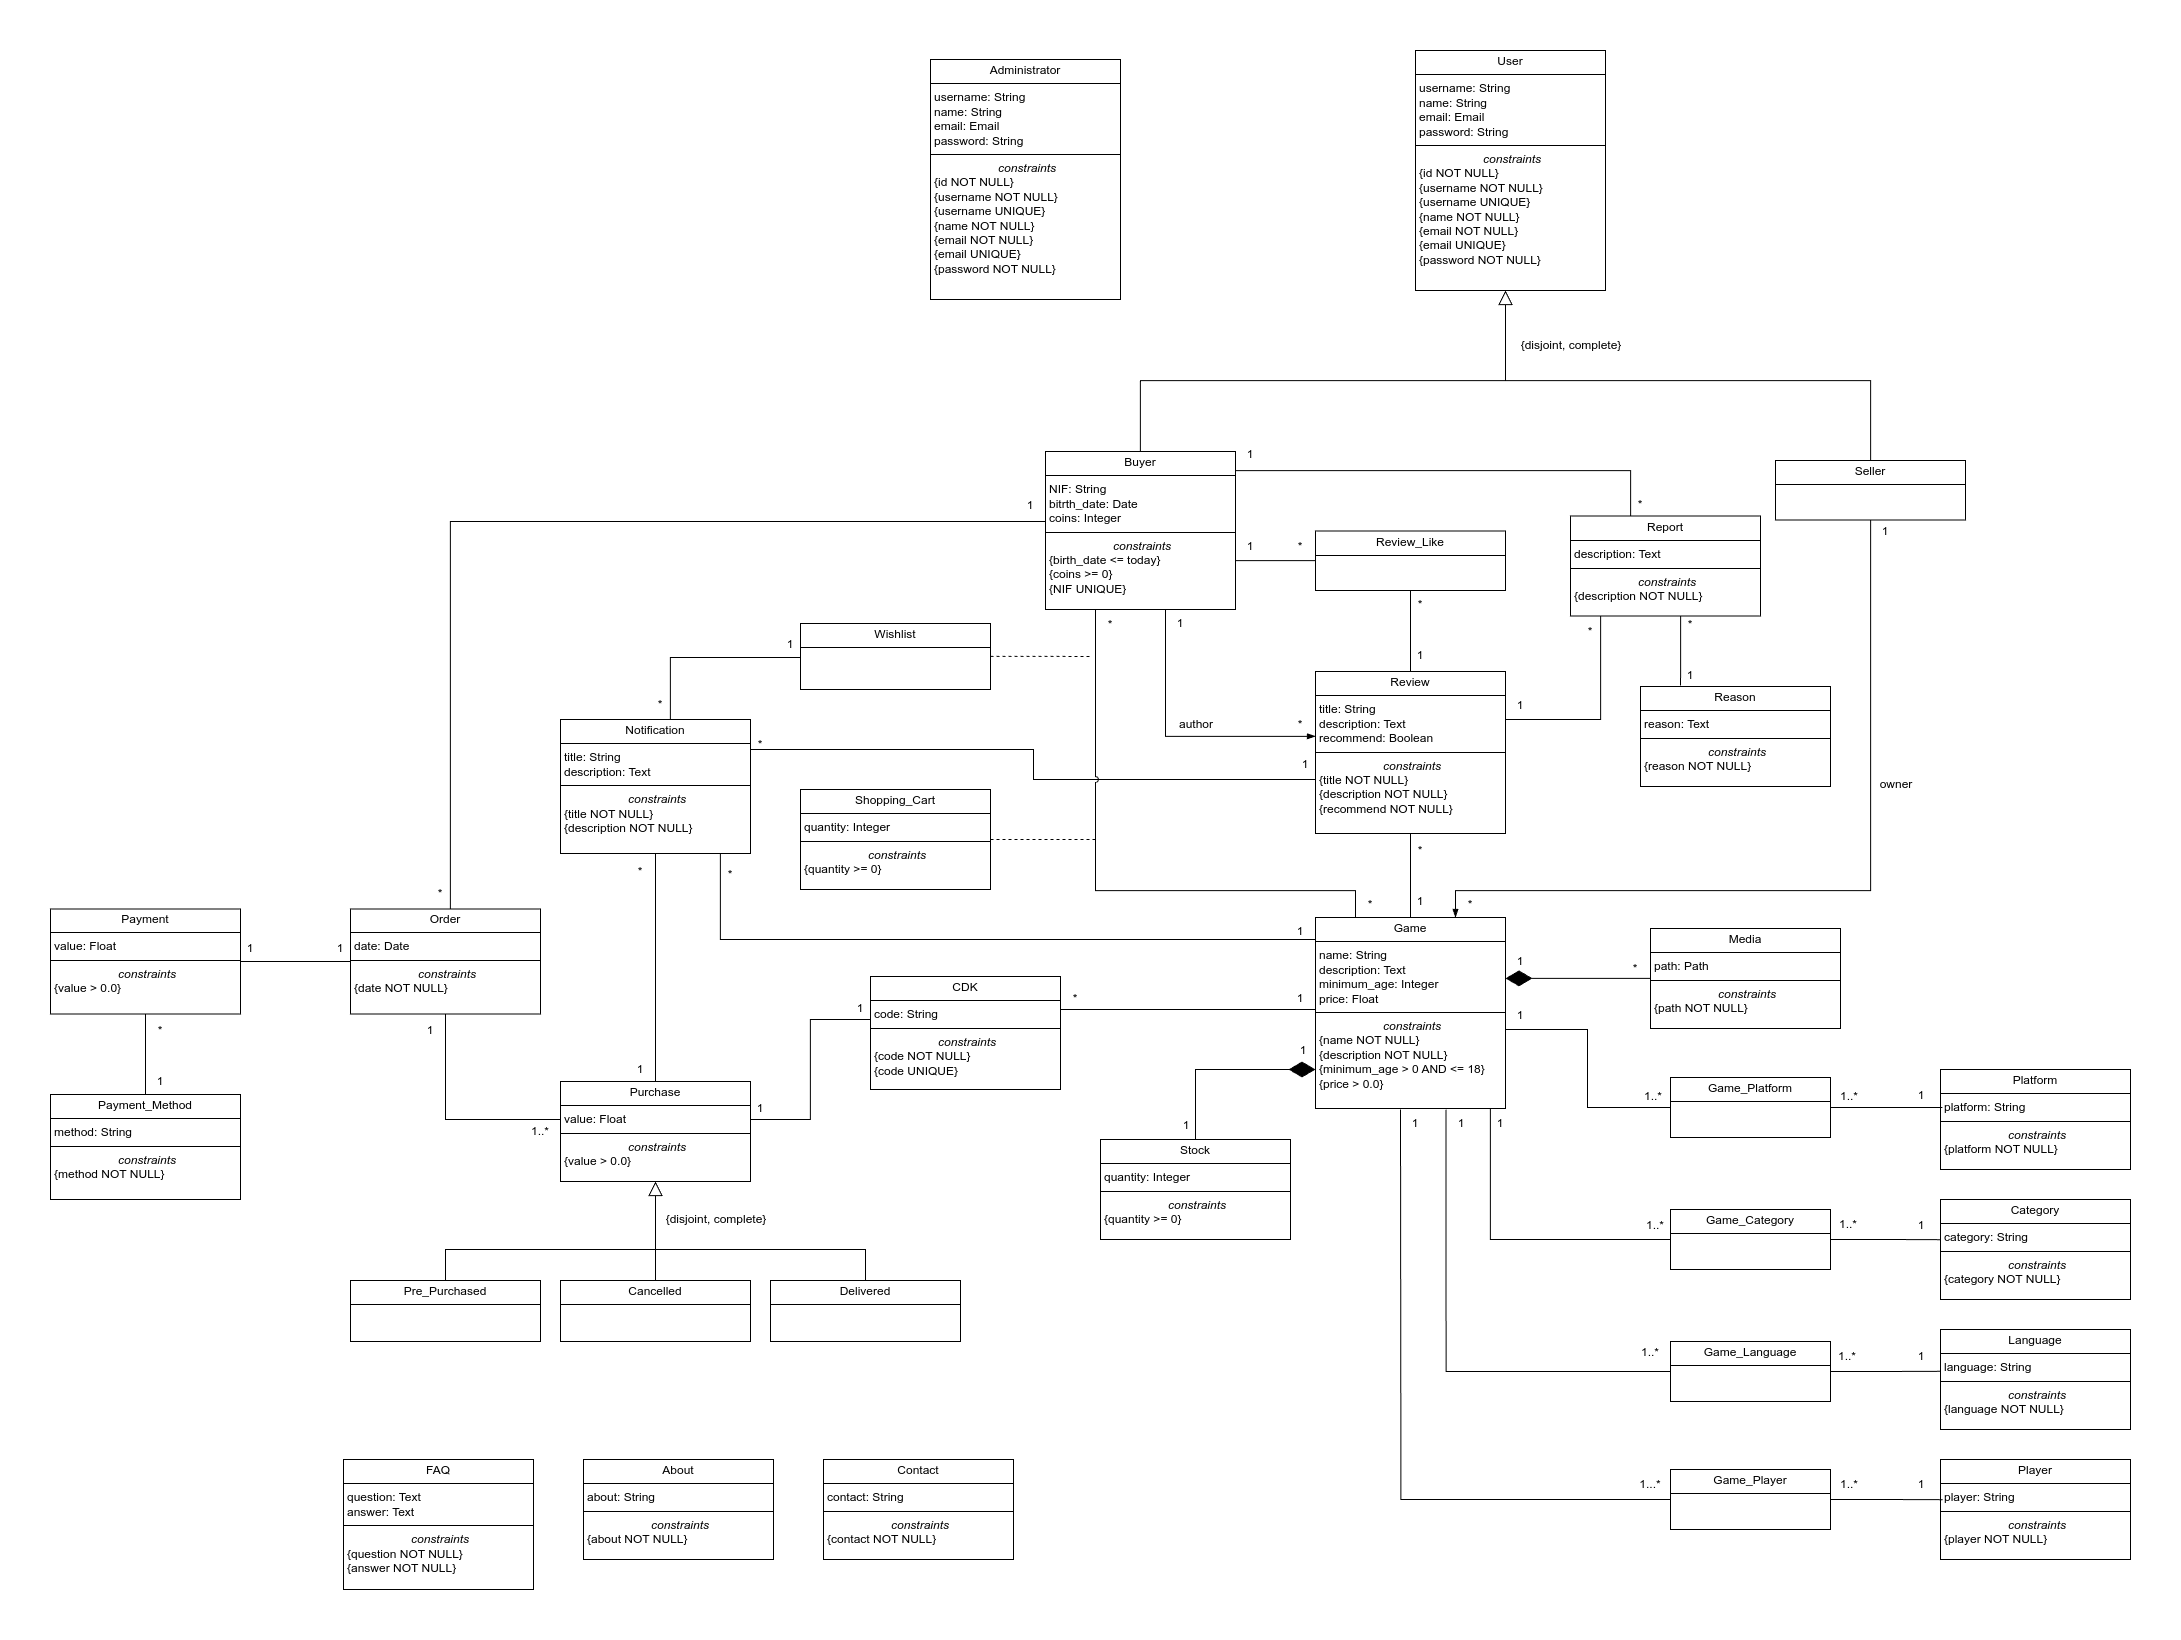 Administrator
username: String
name: String
email: Email
password: String
constraints
{id NOT NULL}
{username NOT NULL}
{username UNIQUE}
{name NOT NULL}
{email NOT NULL}
{email UNIQUE}
{password NOT NULL}
User
username: String
name: String
email: Email
password: String
constraints
{id NOT NULL}
{username NOT NULL}
{username UNIQUE}
{name NOT NULL}
{email NOT NULL}
{email UNIQUE}
{password NOT NULL}
{disjoint, complete}
Buyer
NIF: String
bitrth_date: Date
coins: Integer
constraints
{birth_date <= today}
{coins >= 0}
{NIF UNIQUE}
1
1
*
1
*
*
1
Seller
1
owner
Report
description: Text
constraints
{description NOT NULL}
*
*
Review_Like
*
1
Reason
reason: Text
constraints
{reason NOT NULL}
1
Wishlist
1
*
author
*
Review
title: String
description: Text
recommend: Boolean
constraints
{title NOT NULL}
{description NOT NULL}
{recommend NOT NULL}
1
1
*
Notification
title: String
description: Text
constraints
{title NOT NULL}
{description NOT NULL}
*
*
*
Shopping_Cart
quantity: Integer
constraints
{quantity >= 0}
*
1
*
Payment
value: Float
constraints
{value > 0.0}
1
1
*
*
Order
date: Date
constraints
{date NOT NULL}
1
1
Payment_Method
method: String
constraints
{method NOT NULL}
1..*
1
Purchase
value: Float
constraints
{value > 0.0}
1
1
CDK
code: String
constraints
{code NOT NULL}
{code UNIQUE}
*
1
1
Game
name: String
description: Text
minimum_age: Integer
price: Float
constraints
{name NOT NULL}
{description NOT NULL}
{minimum_age > 0 AND <= 18}
{price > 0.0}
1
*
Media
path: Path
constraints
{path NOT NULL}
1
1
1
Stock
quantity: Integer
constraints
{quantity >= 0}
1
1
1
1..*
Game_Platform
1..*
1
Platform
platform: String
constraints
{platform NOT NULL}
1..*
Game_Category
1..*
1
Category
category: String
constraints
{category NOT NULL}
1..*
Game_Language
1..*
1
Language
language: String
constraints
{language NOT NULL}
1...*
Game_Player
1..*
1
Player
player: String
constraints
{player NOT NULL}
{disjoint, complete}
Pre_Purchased
Cancelled
Delivered
FAQ
question: Text
answer: Text
constraints
{question NOT NULL}
{answer NOT NULL}
About
about: String
constraints
{about NOT NULL}
Contact
contact: String
constraints
{contact NOT NULL}